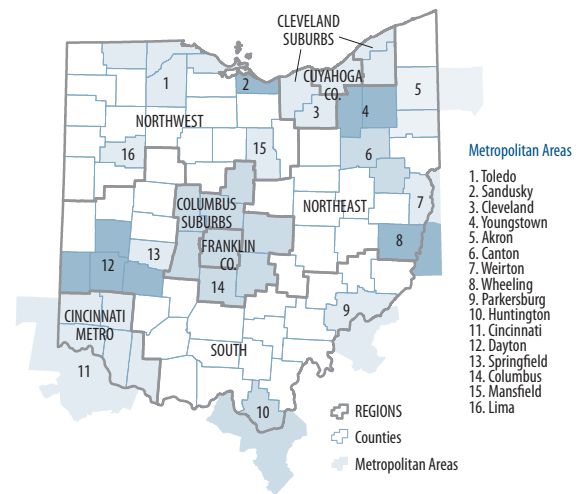 CLEVELAND
SUBURBS
CUYAHOGA
CO.
1
2
3
4
5
NORTHWEST
16
15
6
COLUMBUS
SUBURBS
NORTHEAST
7
FRANKLIN
CO.
8
12
13
14
CINCINNATI
METRO
9
SOUTH
11
10
Metropolitan Areas
1. Toledo
2. Sandusky
3. Cleveland
4. Youngstown
5. Akron
6. Canton
7. Weirton
8. Wheeling
9. Parkersburg
10. Huntington
11. Cincinnati
12. Dayton
13. Springfield
14. Columbus
15. Mansfield
16. Lima
REGIONS
Counties
Metropolitan Areas